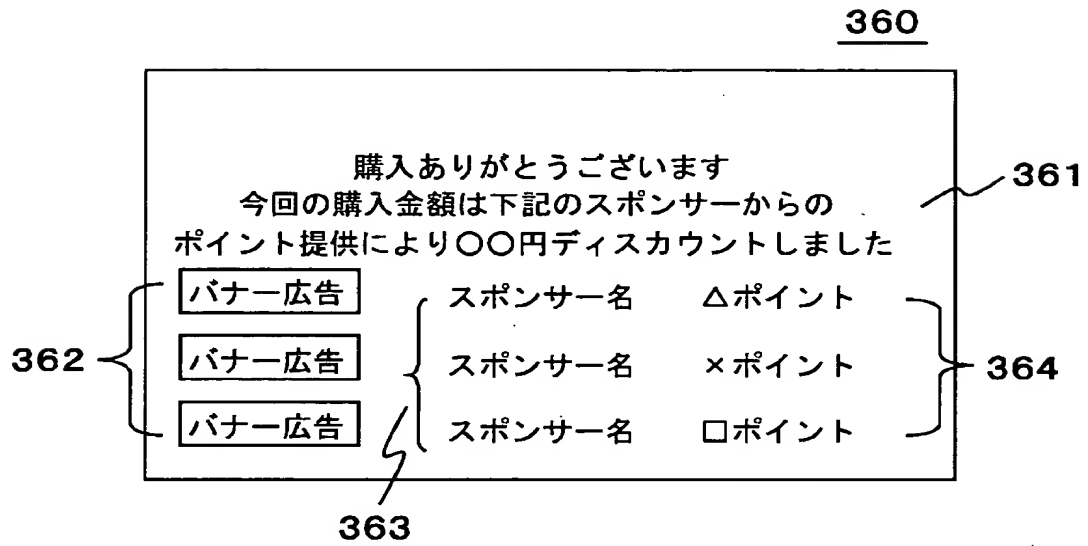 360
購入ありがとうございます
今回の購入金額は下記のスポンサーからの
ポイント提供により〇〇円ディスカウントしました
361
バナー広告 スポンサー名 △ポイント
362 バナー広告 スポンサー名 ×ポイント 364
バナー広告 スポンサー名 □ポイント
363